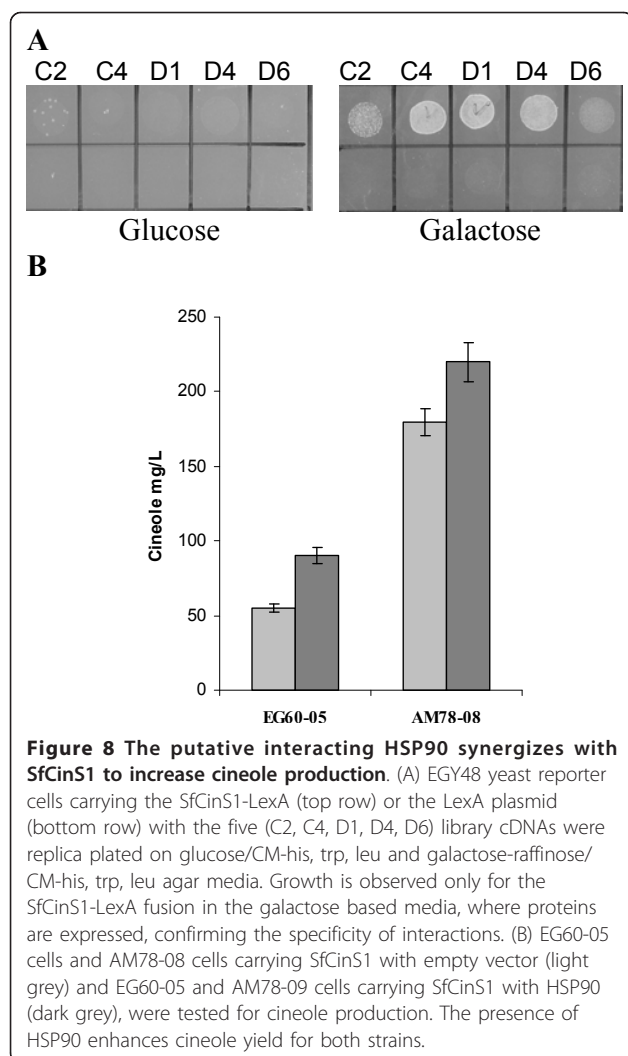 A
C2 C4 D1 D4 D6
C2 C4 D1 D4 D6
Glucose
Galactose
B
250
200
150
100
50
0
Cineole mg/L
EG60-05
AM78-08
Figure 8 The putative interacting HSP90 synergizes with
SfCinS1 to increase cineole production. (A) EGY48 yeast reporter
cells carrying the SfCinS1-LexA (top row) or the LexA plasmid
(bottom row) with the five (C2, C4, D1, D4, D6) library cDNAs were
replica plated on glucose/CM-his, trp, leu and galactose-raffinose/
CM-his, trp, leu agar media. Growth is observed only for the
SfCinS1-LexA fusion in the galactose based media, where proteins
are expressed, confirming the specificity of interactions. (B) EG60-05
cells and AM78-08 cells carrying SfCinS1 with empty vector (light
grey) and EG60-05 and AM78-09 cells carrying SfCinS1 with HSP90
(dark grey), were tested for cineole production. The presence of
HSP90 enhances cineole yield for both strains.